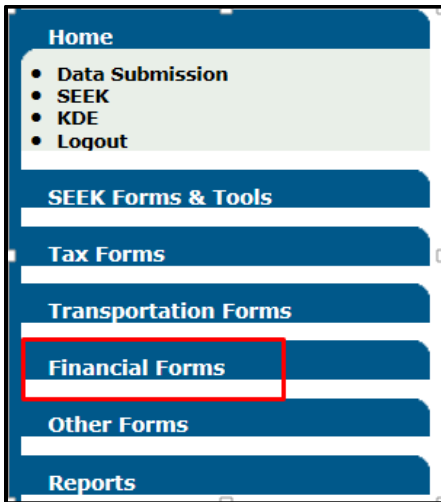 Home
• Data Submission
• SEEK
• KDE
• Logout
SEEK Forms & Tools
Tax Forms
Transportation Forms
Financial Forms
Other Forms
Reports